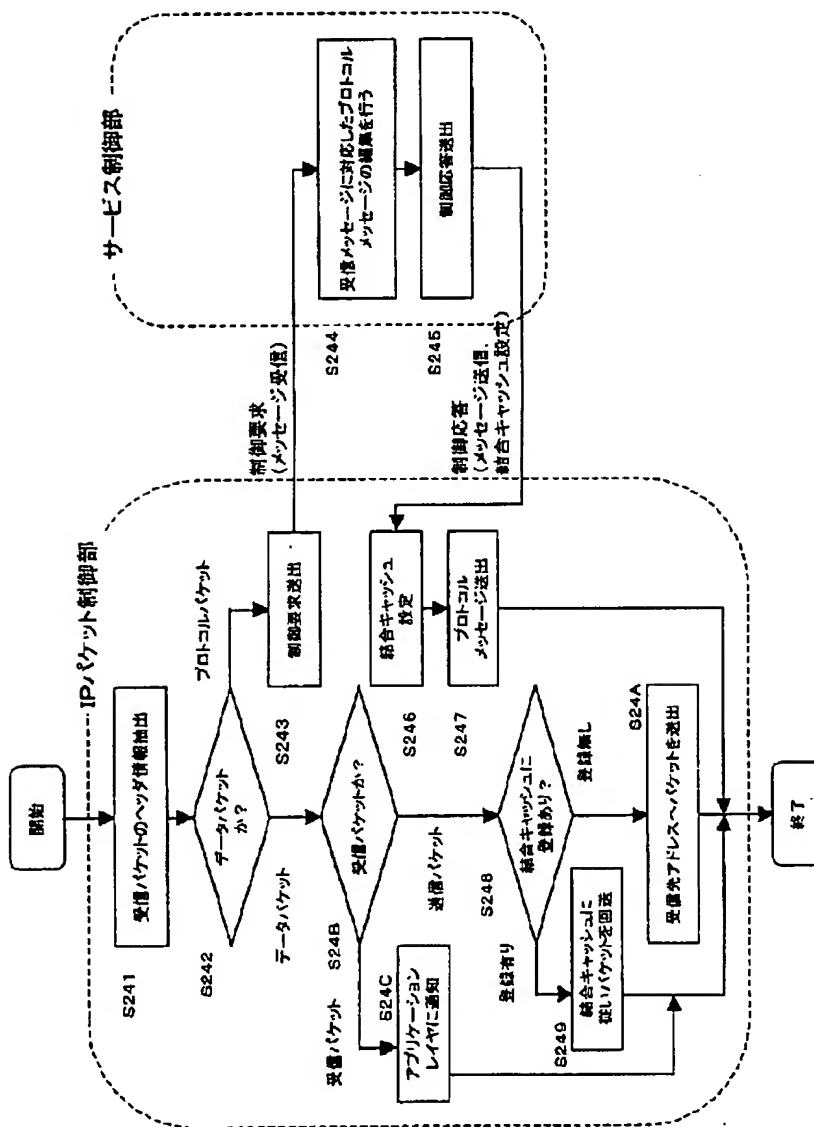 開始
IPパケット制御部
サービス制御部
S241
受信パケットのヘッダ情報抽出
S242
データパケット
か?
プロトコルパケット
データパケット
S243
制御要求送出
制御要求
(メッセージ受信)
S244
受信メッセージに対応したプロトコル
メッセージの編集を行う
S245
制御応答送出
制御応答
(メッセージ送信,
結合キャッシュ設定)
S246
結合キャッシュ
設定
S247
プロトコル
メッセージ送出
S24B
受信パケットか?
受信パケット
送信パケット
S24C
アプリケーション
レイヤに通知
S248
結合キャッシュに
登録あり?
登録有り
登録無し
S249
結合キャッシュに
従いパケットを回送
S24A
受信先アドレスへパケットを送出
終了